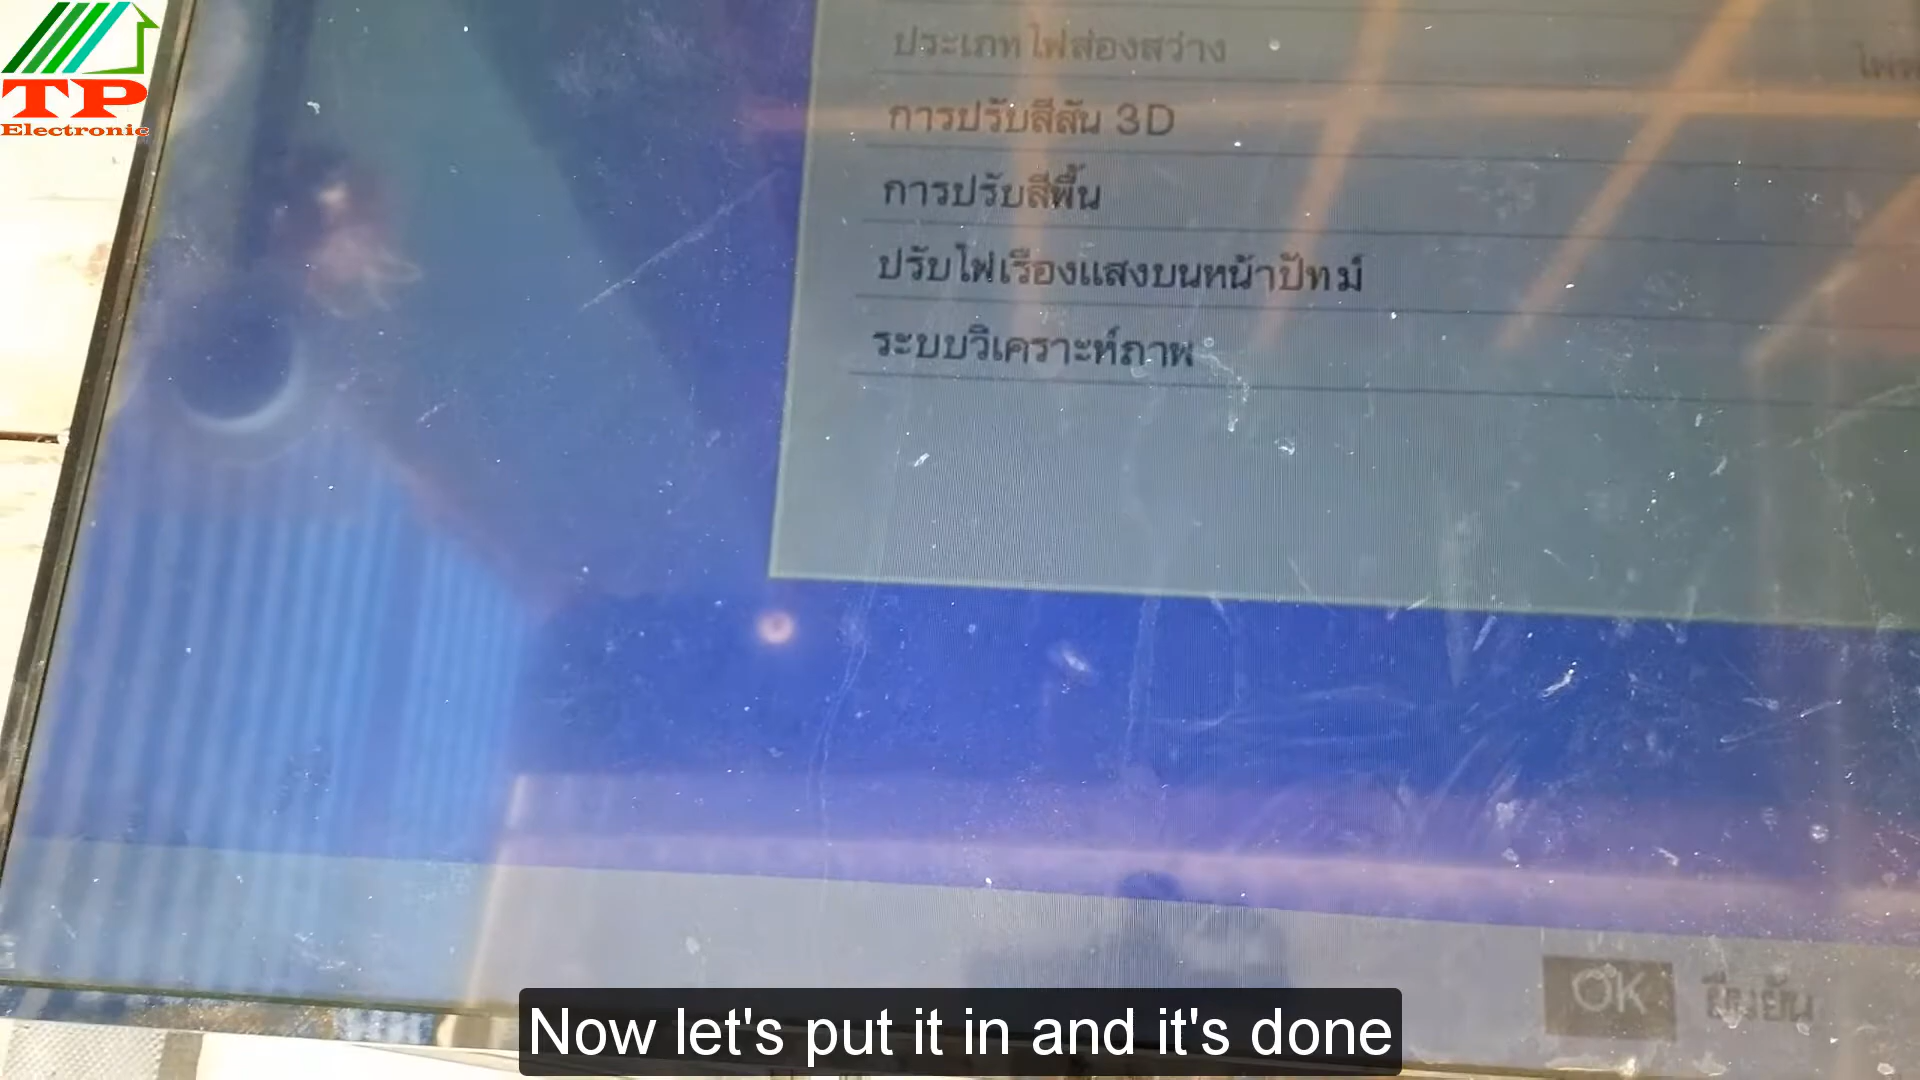 TP
Electronic
ประเภทไฟส่องสว่าง
การปรับสีสัน 3D
การปรับสีพื้น
ปรับไฟเรืองแสงบนหน้าปัทม์
ระบบวิเคราะห์ภาพ
OK ยืนยัน
Now let's put it in and it's done